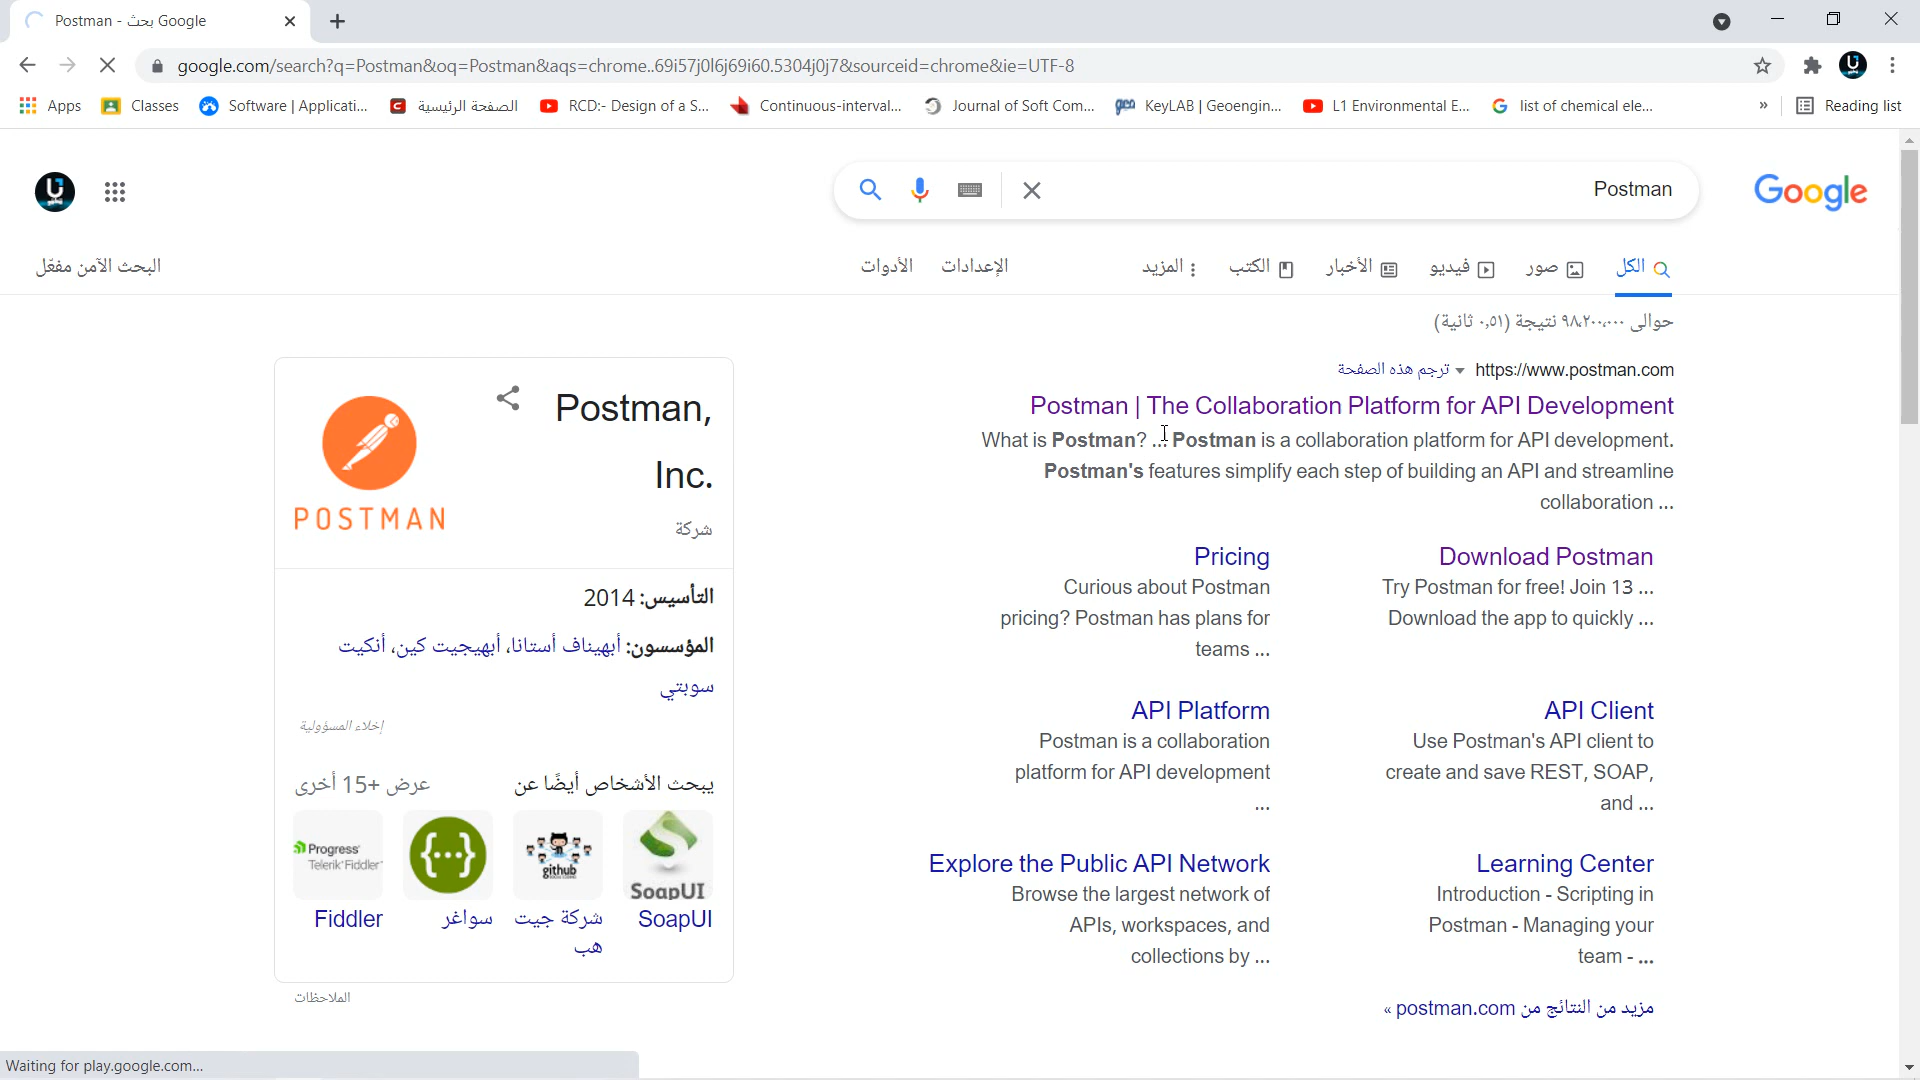 Postman - بحث Google
google.com/search?q=Postman&oq=Postman&aqs=chrome..69i57j0l6j69i60.5304j0j7&sourceid=chrome&ie=UTF-8
Apps
Classes
Software | Applicati...
الصفحة الرئيسية
RCD:- Design of a S...
Continuous-interval...
Journal of Soft Com...
KeyLAB | Geoengin...
L1 Environmental E...
list of chemical ele...
»
Reading list
Postman
Google
الكل
صور
فيديو
الأخبار
الكتب
المزيد
الإعدادات
الأدوات
البحث الآمن مفعّل
حوالى ٩٨،٢٠٠،٠٠٠ نتيجة (٠,٥١ ثانية)
https://www.postman.com ترجم هذه الصفحة
Postman | The Collaboration Platform for API Development
What is Postman? ... Postman is a collaboration platform for API development.
Postman's features simplify each step of building an API and streamline
collaboration ...
Download Postman
Try Postman for free! Join 13 ...
Download the app to quickly ...
Pricing
Curious about Postman
pricing? Postman has plans for
teams ...
API Client
Use Postman's API client to
create and save REST, SOAP,
and ...
API Platform
Postman is a collaboration
platform for API development
...
Learning Center
Introduction - Scripting in
Postman - Managing your
team - ...
Explore the Public API Network
Browse the largest network of
APIs, workspaces, and
collections by ...
مزيد من النتائج من postman.com »
Postman,
Inc.
شركة
POSTMAN
التأسيس: 2014
المؤسسون: أبهيناف أستانا، أبهيجيت كين، أنكيت
سوبتي
إخلاء المسؤولية
يبحث الأشخاص أيضًا عن
عرض +15 أخرى
SoapUI
github
{...}
Progress
Telerik Fiddler
SoapUI
شركة جيت
هب
سواغر
Fiddler
الملاحظات
Waiting for play.google.com...